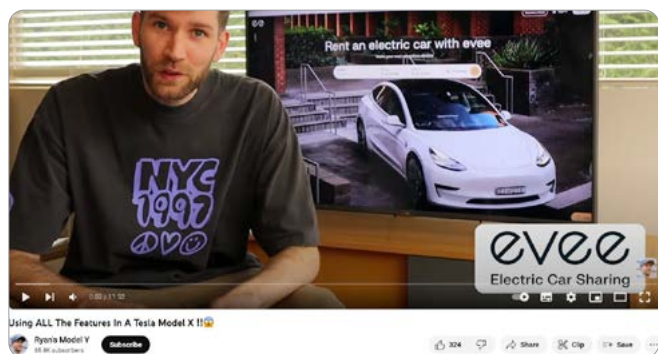 evee
Rent an electric car with evee
NYC
1997
evee
Electric Car Sharing
Using ALL The Features In A Tesla Model X !!😱
Ryan's Model Y
Subscribe
324
Share
Clip
Save
...